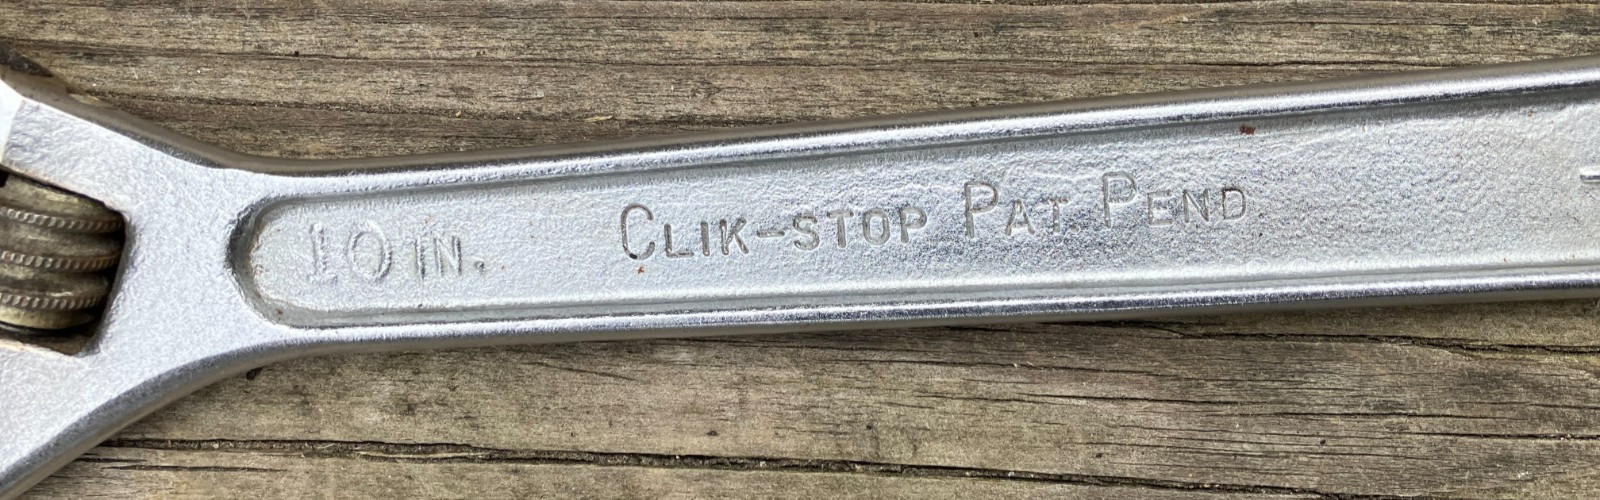 10 IN. CLIK-STOP PAT. PEND